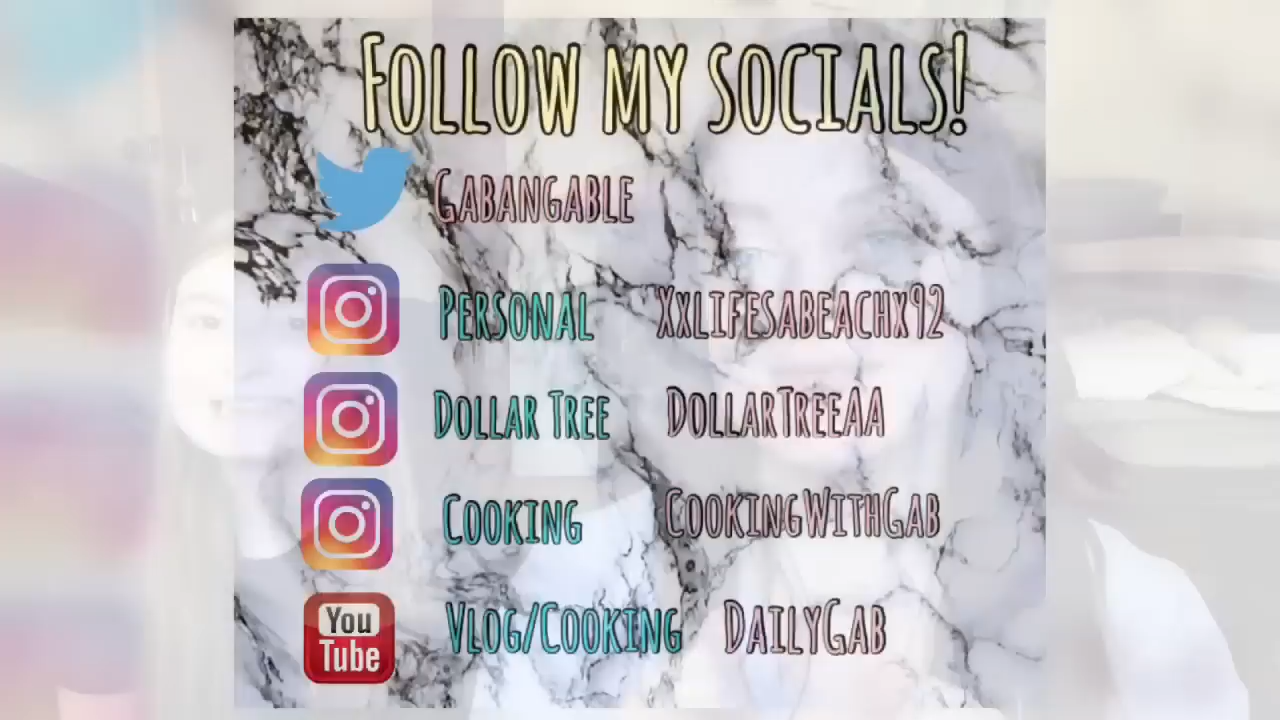 FOLLOW MY SOCIALS!
GABANGABLE
PERSONAL XXLIFESABEACHX92
DOLLAR TREE DOLLARTREEAA
COOKING COOKINGWITHGAB
You Tube VLOG/COOKING DAILYGAB